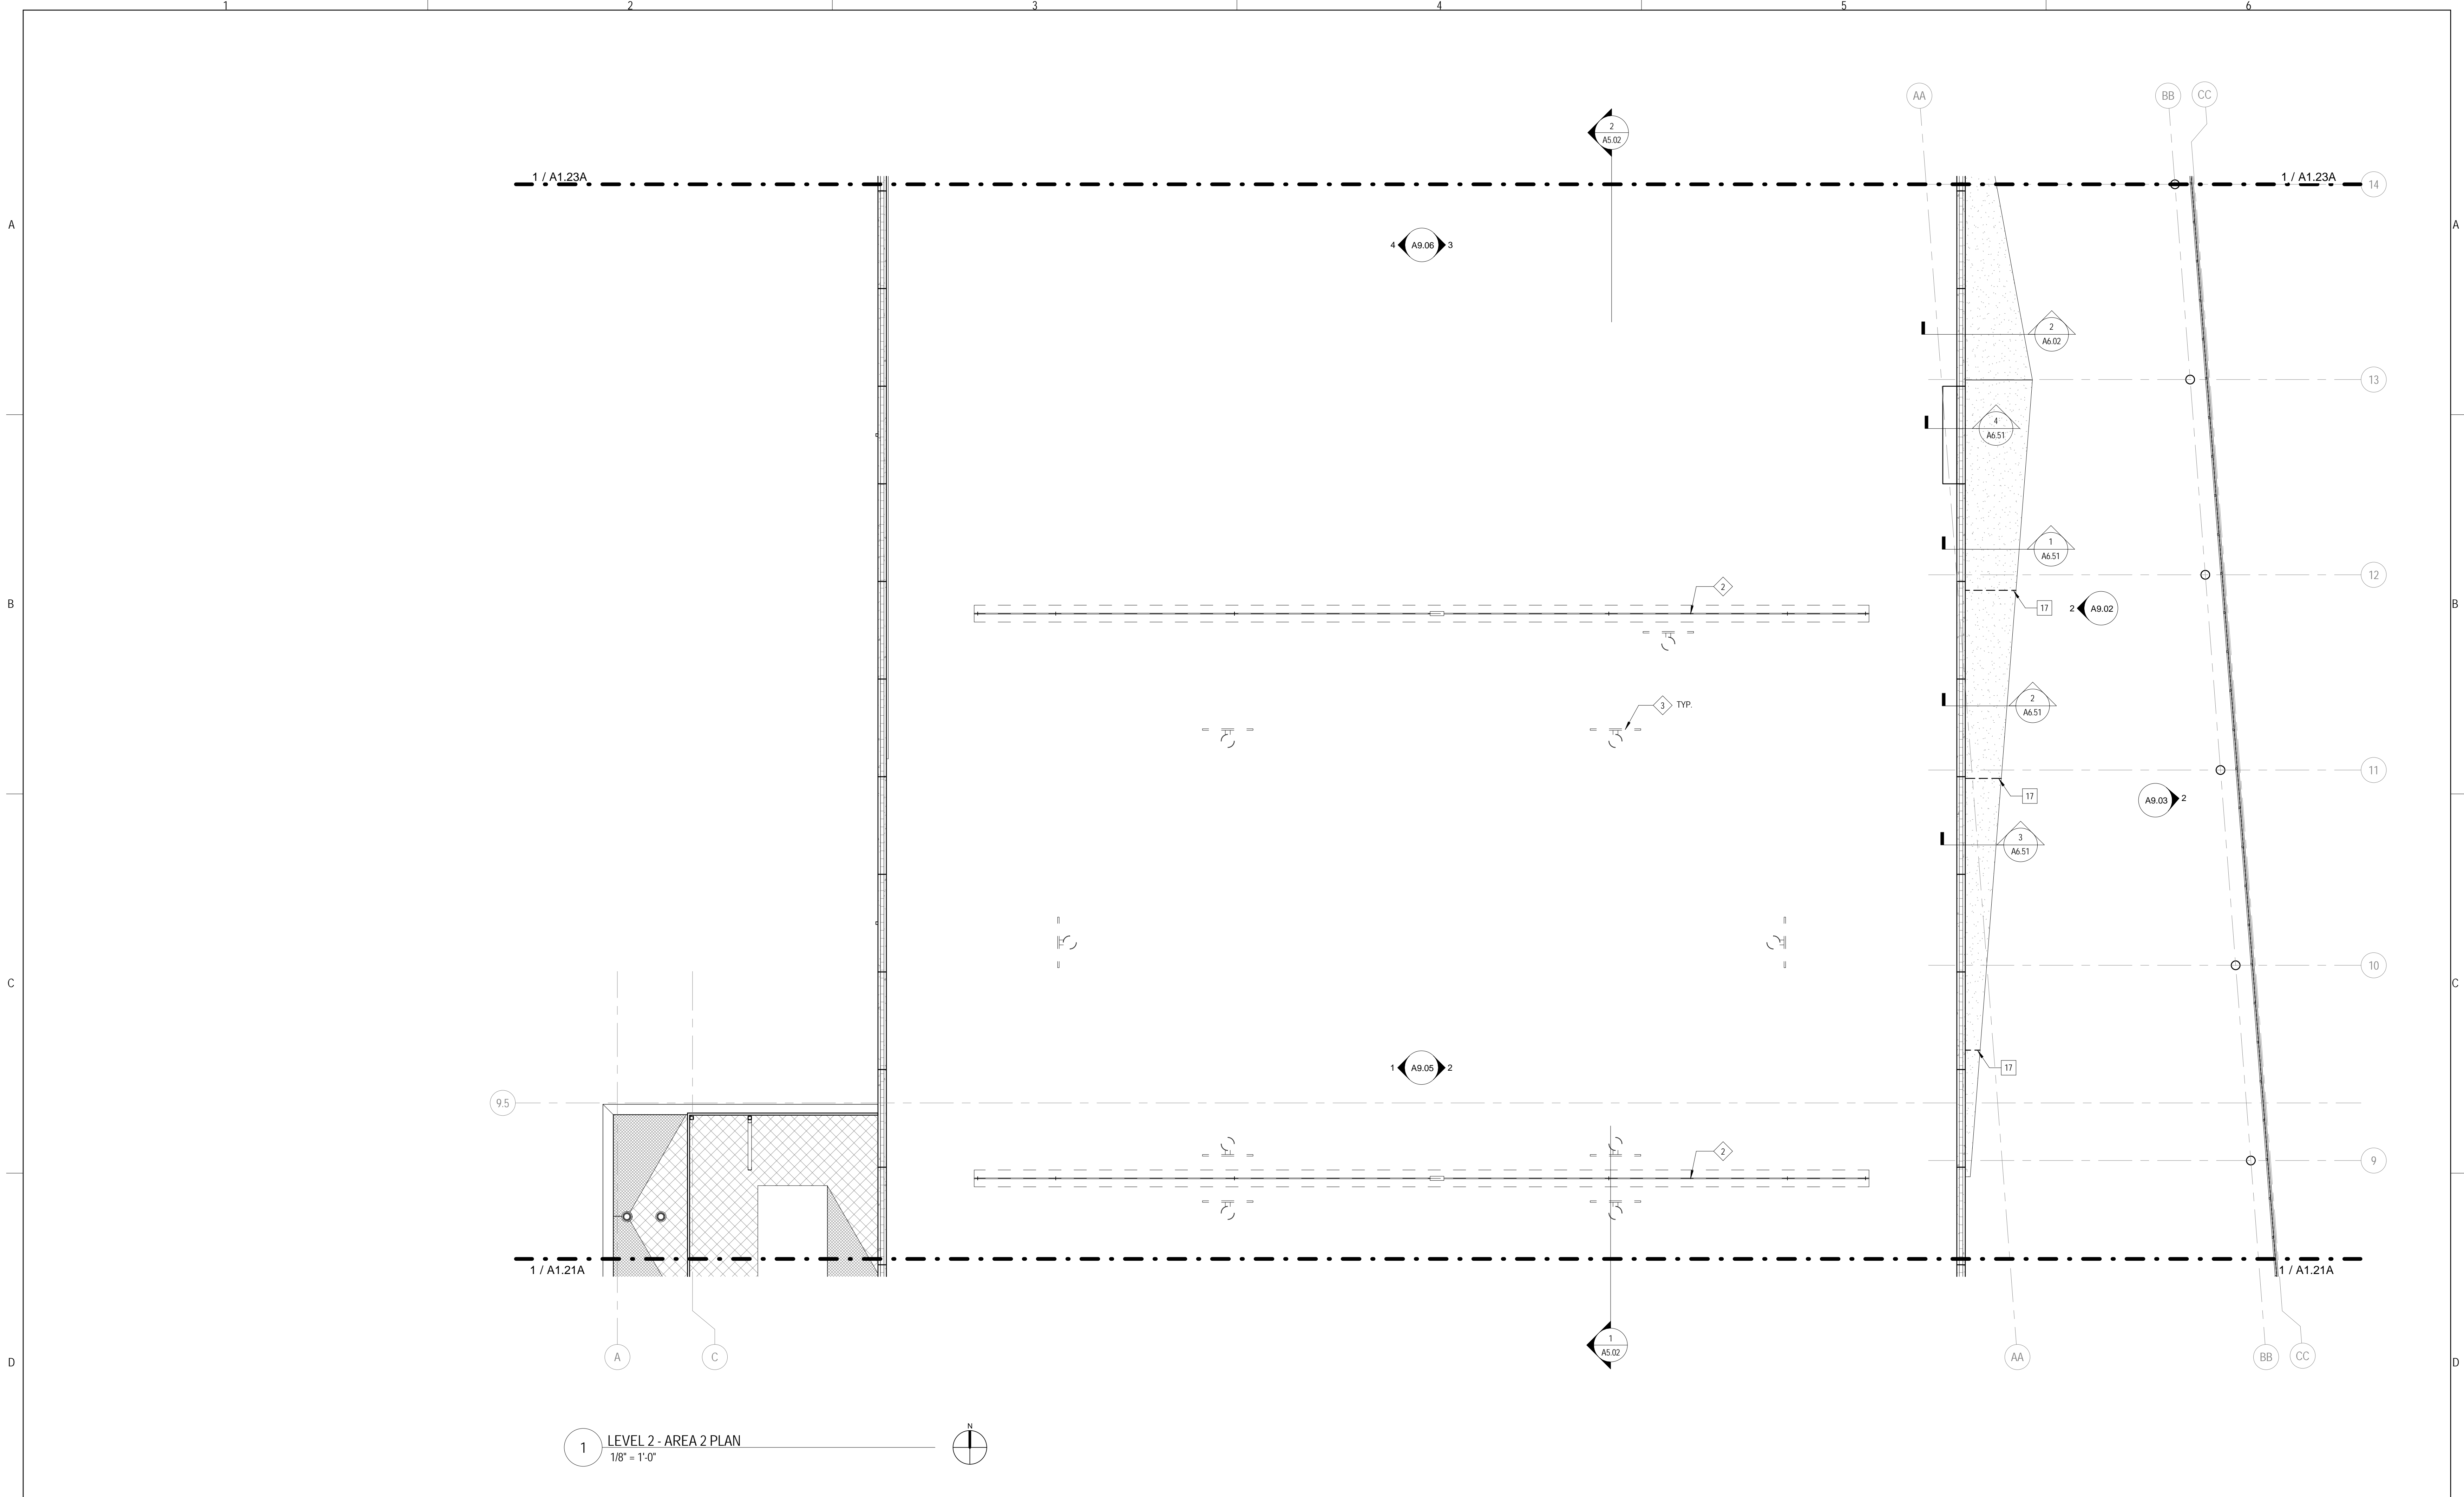 1 2 3 4 5 6
AA BB CC
2
A5.02
1 / A1.23A 1 / A1.23A 14
A A
4 A9.06 3
2
A6.02
13
4
A6.51
1
A6.51
12
2
B B
17 2 A9.02
2
A6.51
3 TYP.
11
17
A9.03 2
3
A6.51
10
C C
1 A9.05 2
17
9.5
2
9
1 / A1.21A 1 / A1.21A
1
A5.02
A C AA BB CC
D D
N
1 LEVEL 2 - AREA 2 PLAN
1/8" = 1'-0"